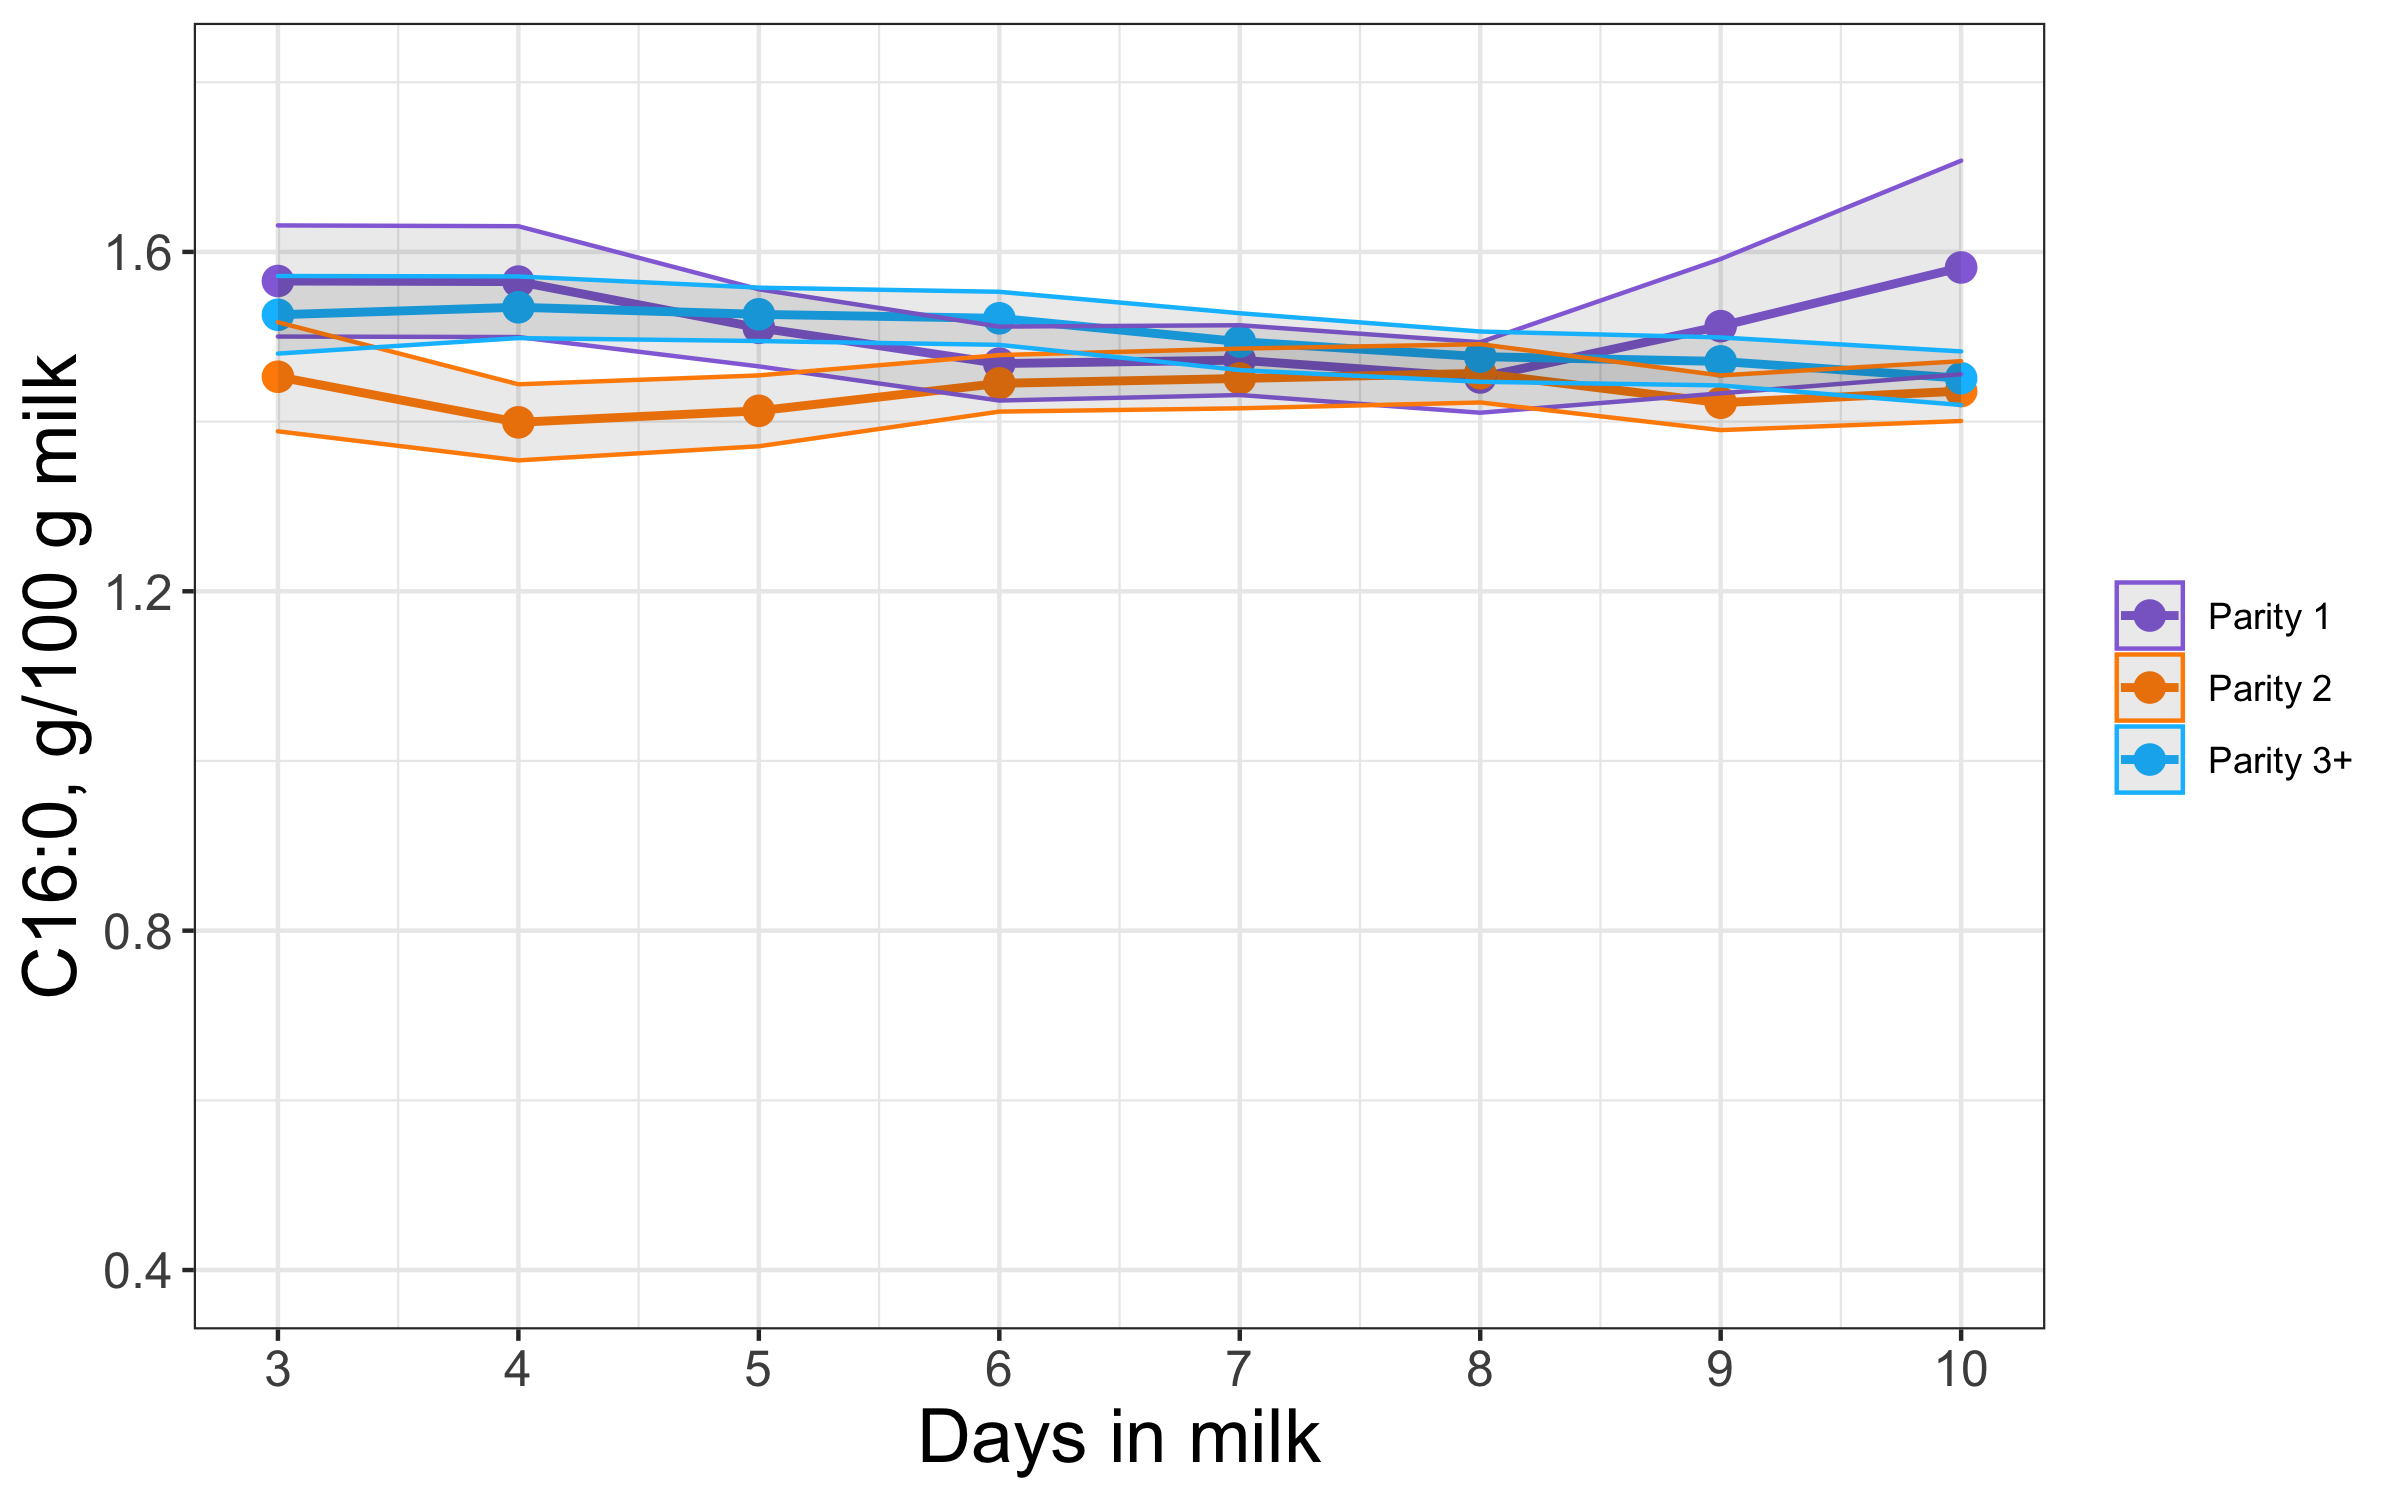 C16:0, g/100 g milk
1.6
1.2
0.8
0.4
3 4 5 6 7 8 9 10
Days in milk
Parity 1
Parity 2
Parity 3+